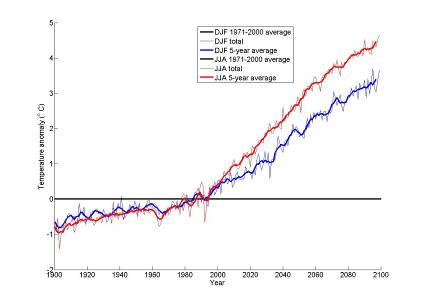 5
4
3
2
1
0
-1
-2
Temperature anomaly (° C)
DJF 1971-2000 average
DJF total
DJF 5-year average
JJA 1971-2000 average
JJA total
JJA 5-year average
1900 1920 1940 1960 1980 2000 2020 2040 2060 2080 2100
Year